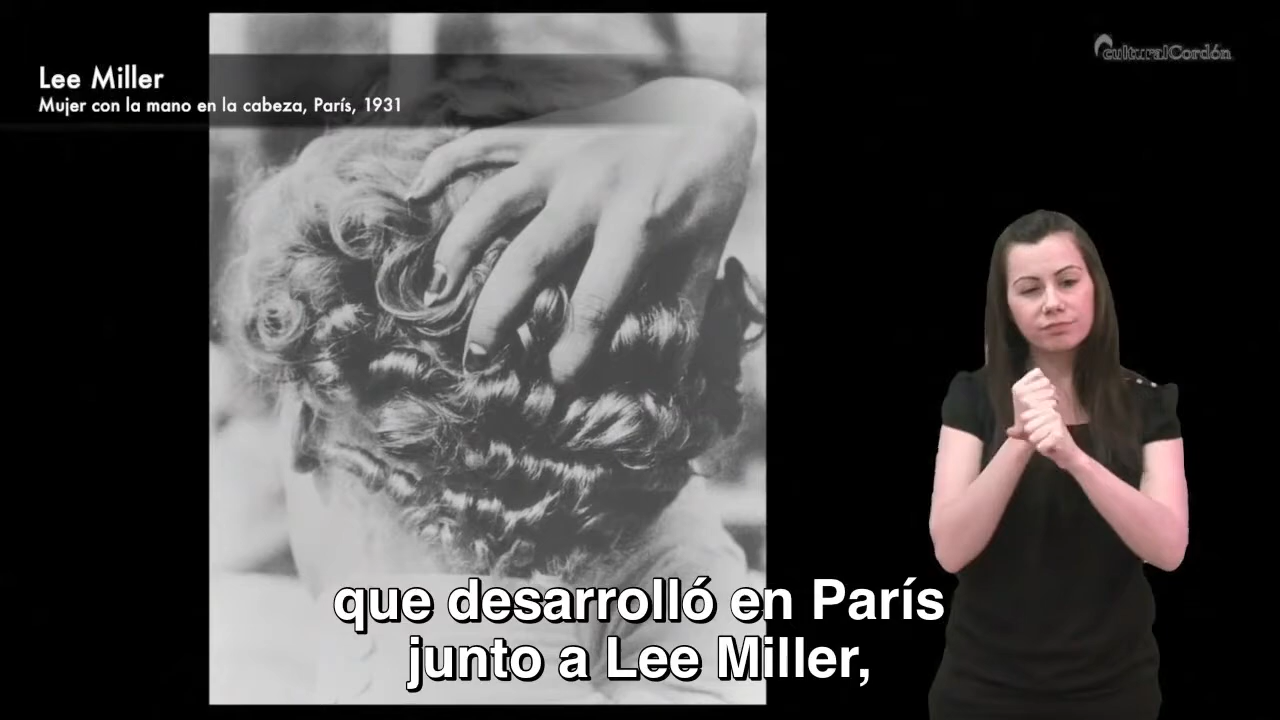 Lee Miller
Mujer con la mano en la cabeza, París, 1931
culturalCordón
que desarrolló en París
junto a Lee Miller,